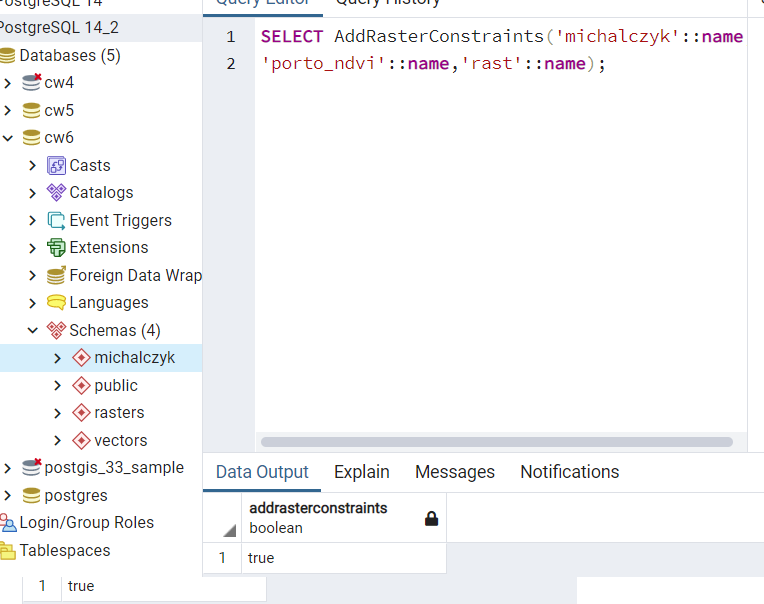 PostgreSQL 14
PostgreSQL 14_2
Databases (5)
cw4
cw5
cw6
Casts
Catalogs
Event Triggers
Extensions
Foreign Data Wrap
Languages
Schemas (4)
michalczyk
public
rasters
vectors
postgis_33_sample
postgres
Login/Group Roles
Tablespaces
Query Editor Query History
1 SELECT AddRasterConstraints('michalczyk'::name
2 'porto_ndvi'::name,'rast'::name);
Data Output Explain Messages Notifications
addrasterconstraints
boolean
1 true
1 true